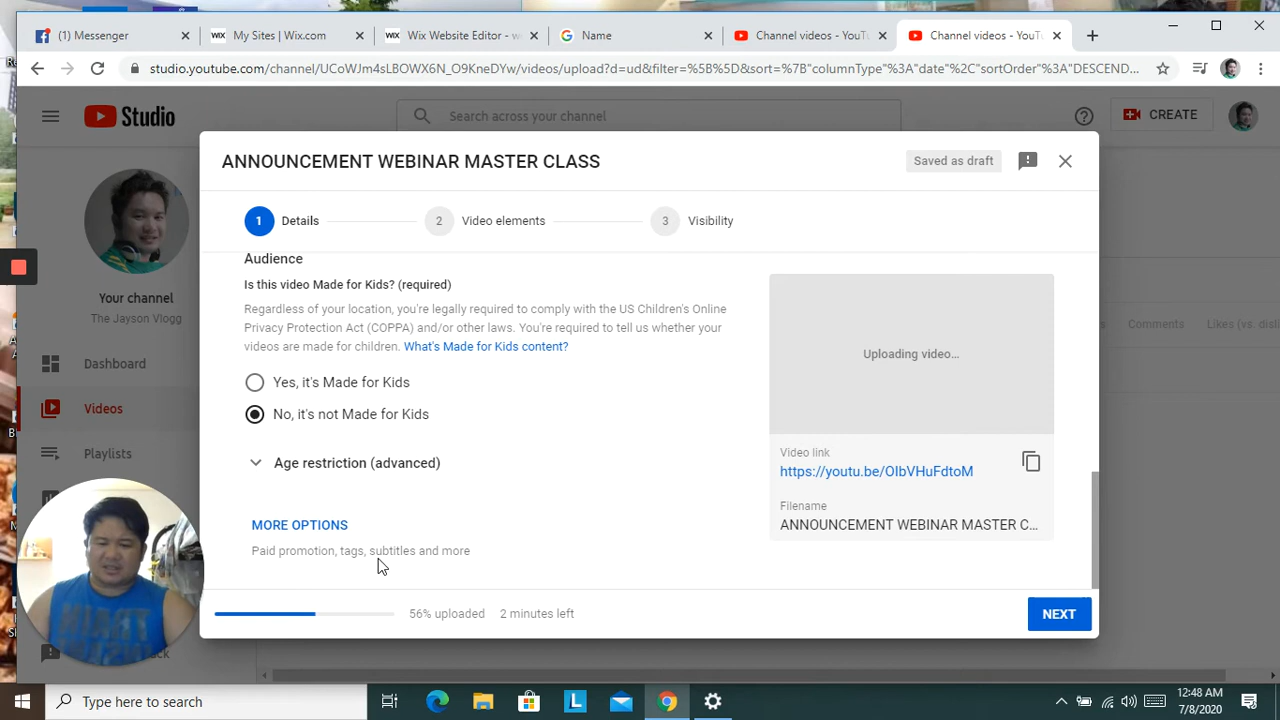 (1) Messenger
My Sites | Wix.com
Wix Website Editor - w
Name
Channel videos - YouTu
Channel videos - YouTu
studio.youtube.com/channel/UCoWJm4sLBOWX6N_O9KneDYw/videos/upload?d=ud&filter=%5B%5D&sort=%7B"columnType"%3A"date"%2C"sortOrder"%3A"DESCEND...
Studio
Search across your channel
CREATE
ANNOUNCEMENT WEBINAR MASTER CLASS
Saved as draft
1 Details
2 Video elements
3 Visibility
Your channel
The Jayson Vlogg
Dashboard
Videos
Playlists
Audience
Is this video Made for Kids? (required)
Regardless of your location, you're legally required to comply with the US Children's Online
Privacy Protection Act (COPPA) and/or other laws. You're required to tell us whether your
videos are made for children. What's Made for Kids content?
Yes, it's Made for Kids
No, it's not Made for Kids
Age restriction (advanced)
MORE OPTIONS
Paid promotion, tags, subtitles and more
Uploading video...
Video link
https://youtu.be/OIbVHuFdtoM
Filename
ANNOUNCEMENT WEBINAR MASTER C...
Comments
Likes (vs. disl
56% uploaded
2 minutes left
NEXT
Type here to search
12:48 AM
7/8/2020